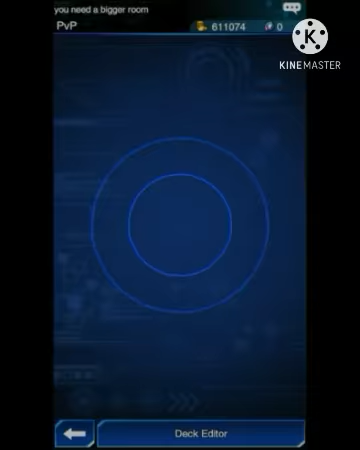 you need a bigger room
PvP
611074
0
K
KINEMASTER
Deck Editor